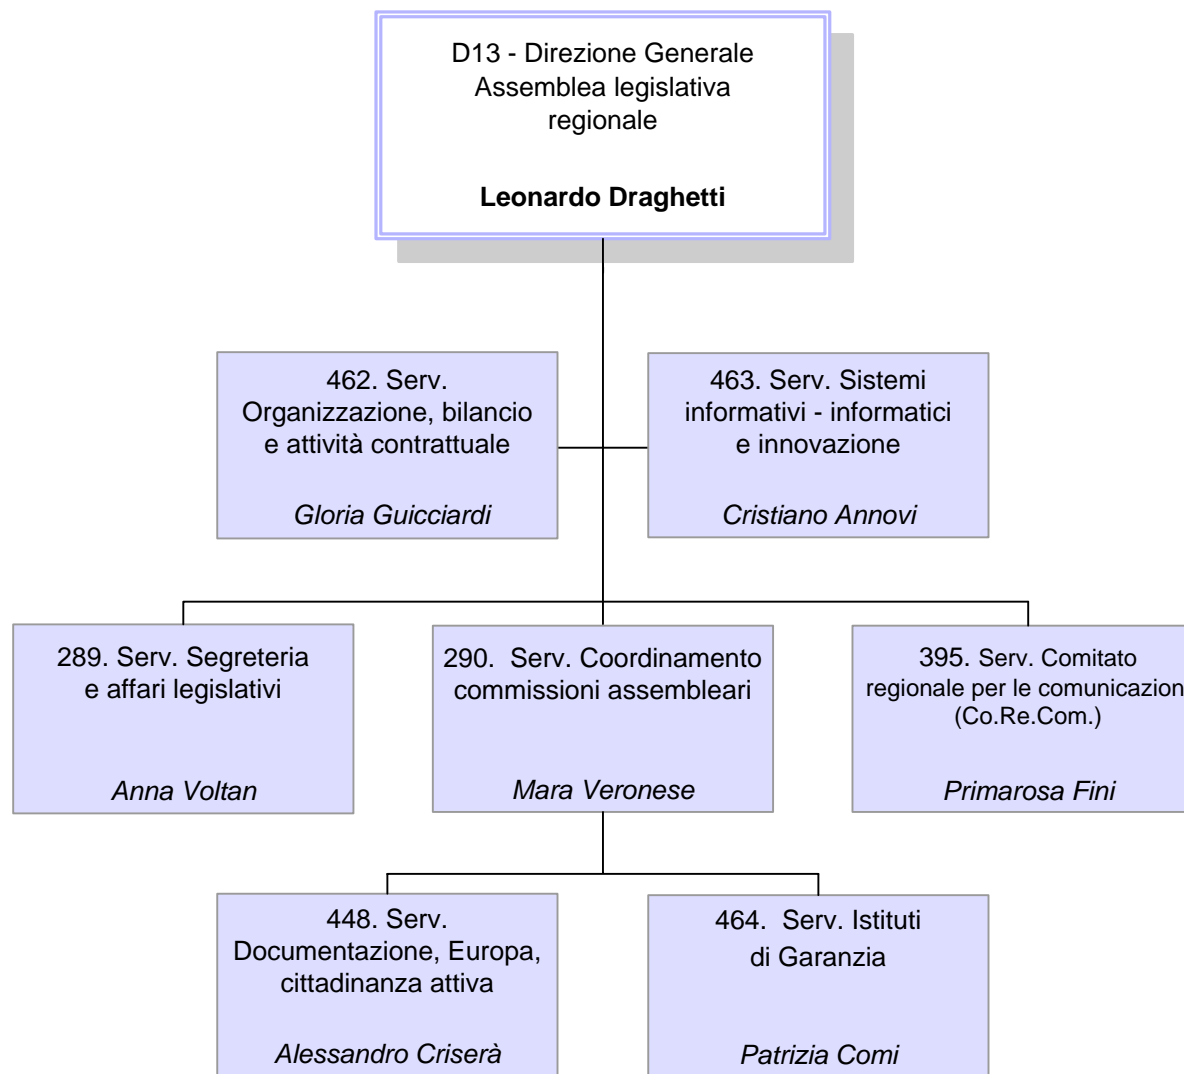 D13 - Direzione Generale
Assemblea legislativa
regionale
Leonardo Draghetti
462. Serv.
Organizzazione, bilancio
e attività contrattuale
Gloria Guicciardi
463. Serv. Sistemi
informativi - informatici
e innovazione
Cristiano Annovi
289. Serv. Segreteria
e affari legislativi
Anna Voltan
290.  Serv. Coordinamento
commissioni assembleari
Mara Veronese
395. Serv. Comitato
regionale per le comunicazion
(Co.Re.Com.)
Primarosa Fini
448. Serv.
Documentazione, Europa,
cittadinanza attiva
Alessandro Criserà
464.  Serv. Istituti
di Garanzia
Patrizia Comi